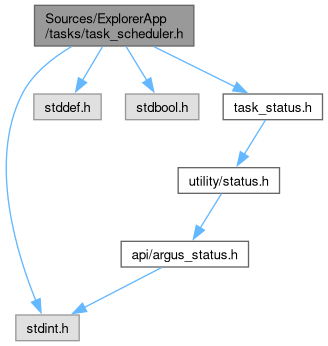 Sources/ExplorerApp
/tasks/task_scheduler.h
stddef.h
stdbool.h
task_status.h
utility/status.h
api/argus_status.h
stdint.h